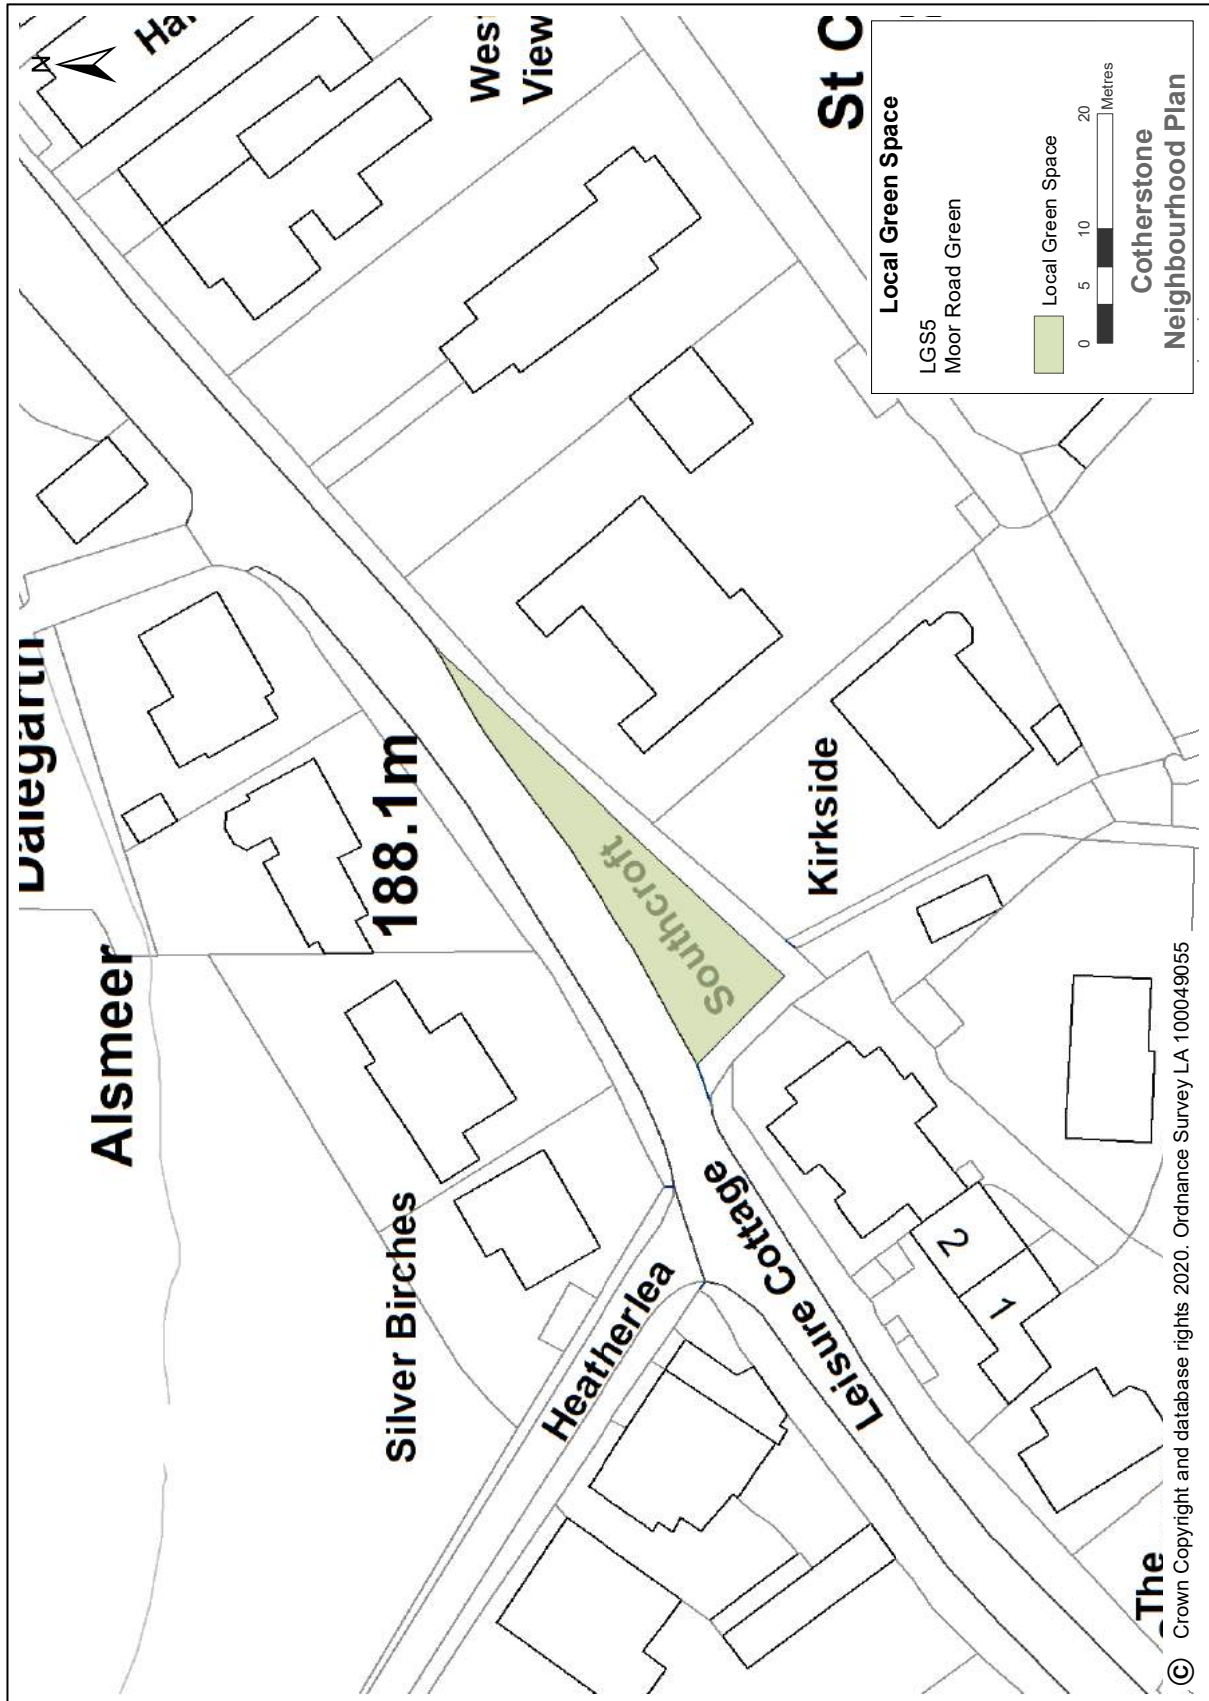 Alsmeer
Dalegarth
188.1m
Silver Birches
Heatherlea
Leisure Cottage
Southcroft
Kirkside
West
View
St C
2
1
The
N
Local Green Space
LGS5
Moor Road Green
Local Green Space
0 5 10 20
Metres
Cotherstone
Neighbourhood Plan
© Crown Copyright and database rights 2020. Ordnance Survey LA 100049055